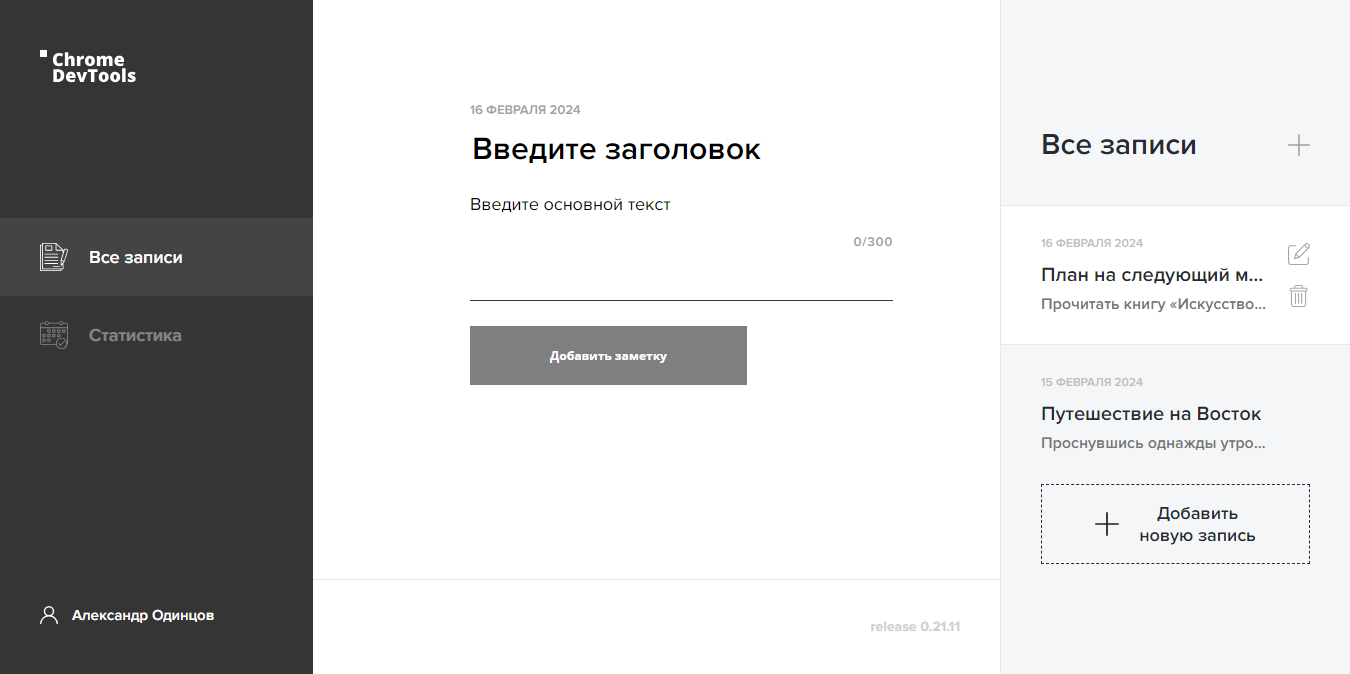 Chrome
DevTools
Все записи
Статистика
Александр Одинцов
16 ФЕВРАЛЯ 2024
Введите заголовок
Введите основной текст
0/300
Добавить заметку
release 0.21.11
Все записи
16 ФЕВРАЛЯ 2024
План на следующий м...
Прочитать книгу «Искусство...
15 ФЕВРАЛЯ 2024
Путешествие на Восток
Проснувшись однажды утро...
Добавить
новую запись